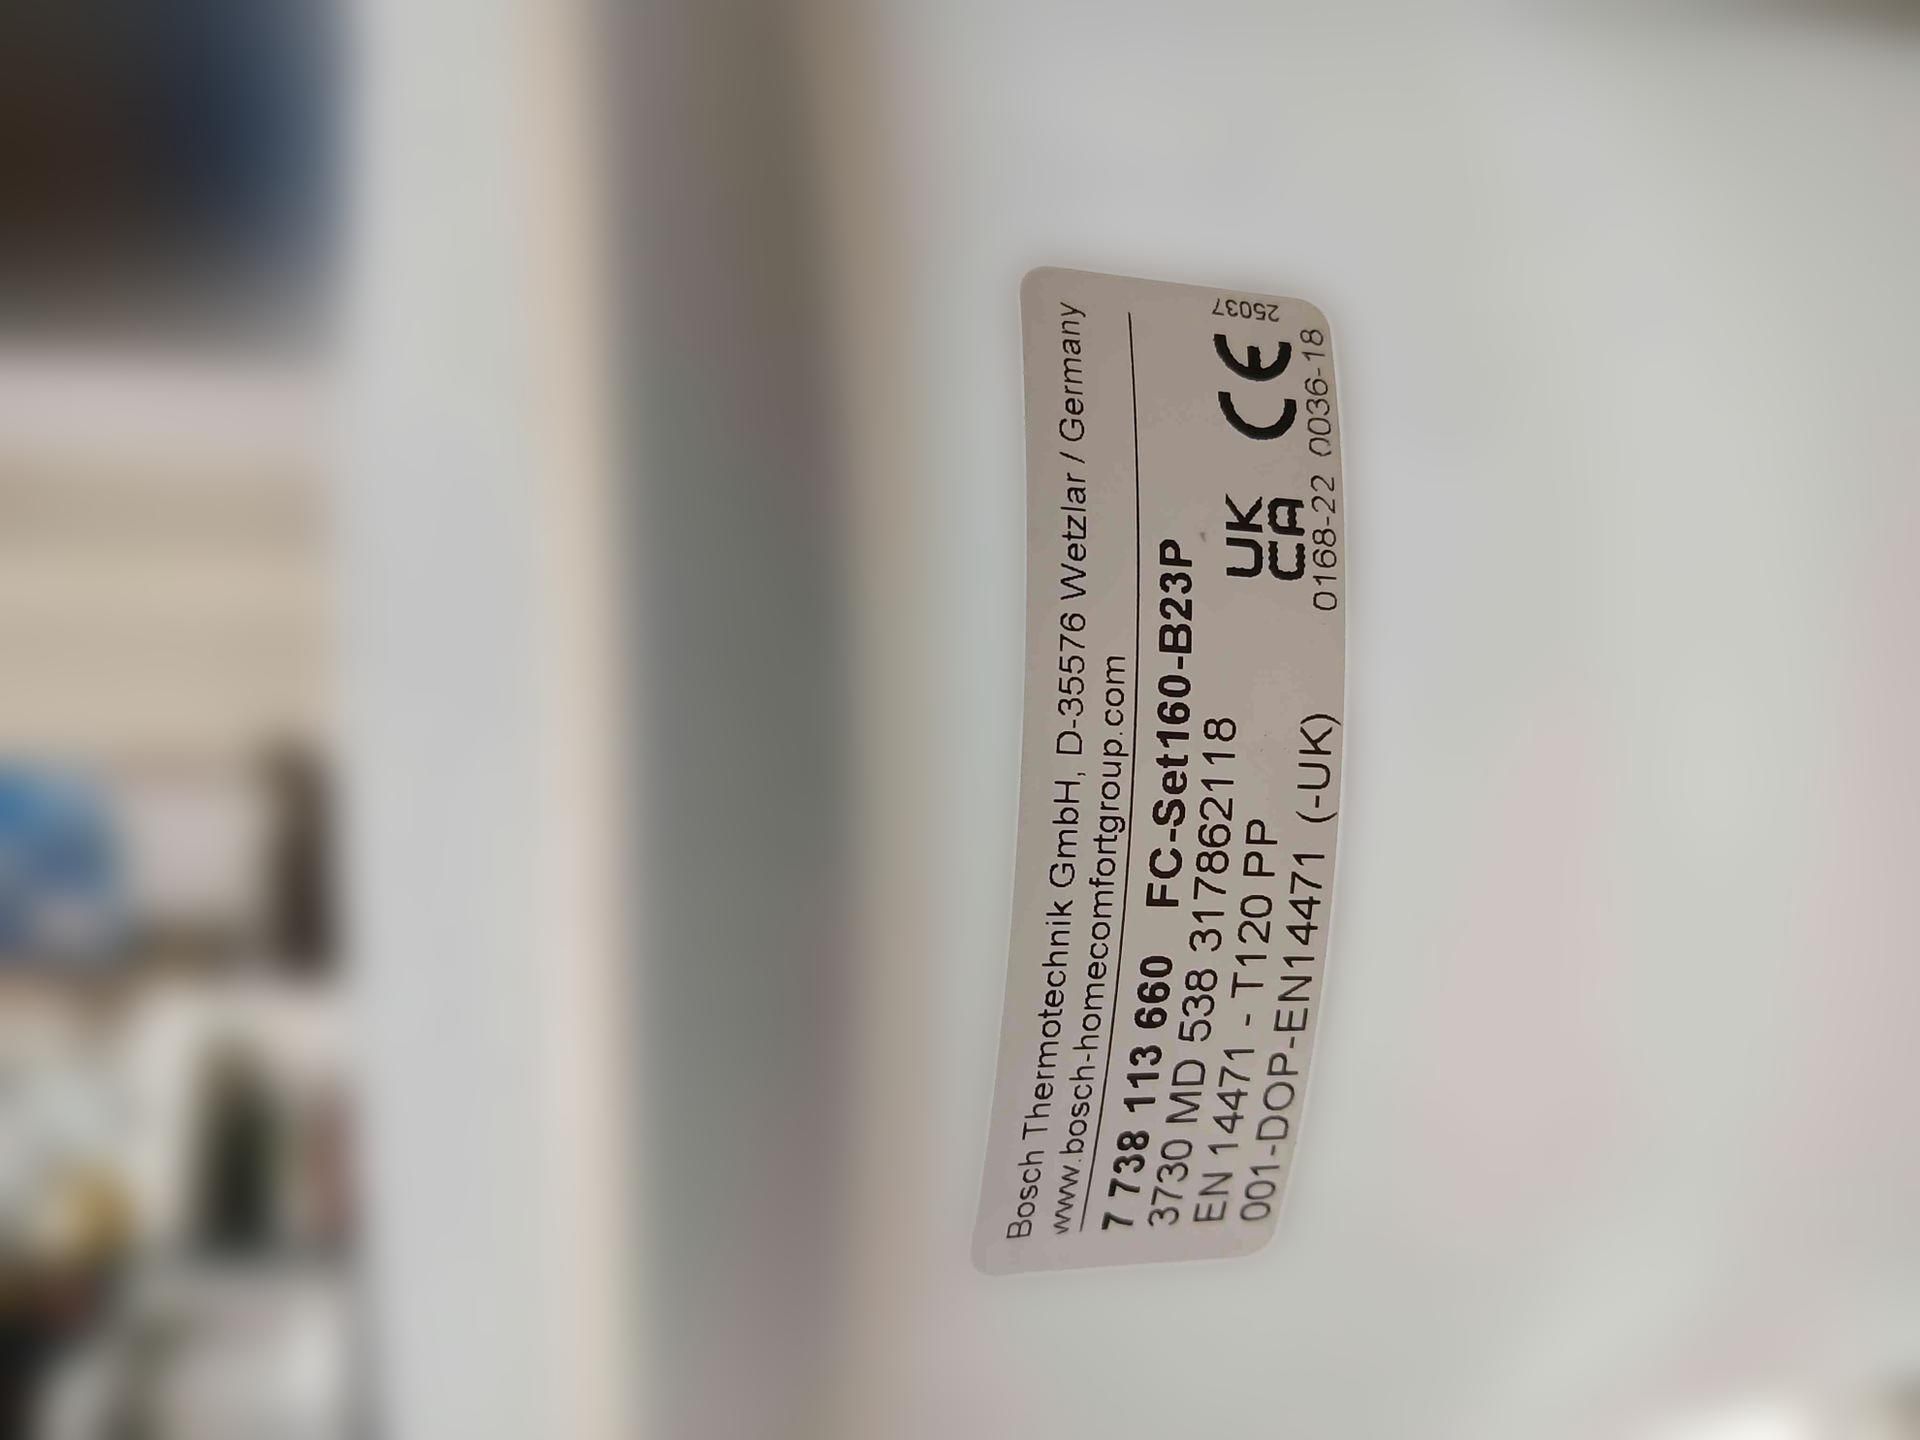 Bosch Thermotechnik GmbH, D-35576 Wetzlar / Germany
www.bosch-homecomfortgroup.com
7 738 113 660 FC-Set160-B23P
3730 MD 538 317862118
EN 14471 - T120 PP
001-DOP-EN14471 (-UK)
UK
CA
CE
25037
0168-22 0036-18